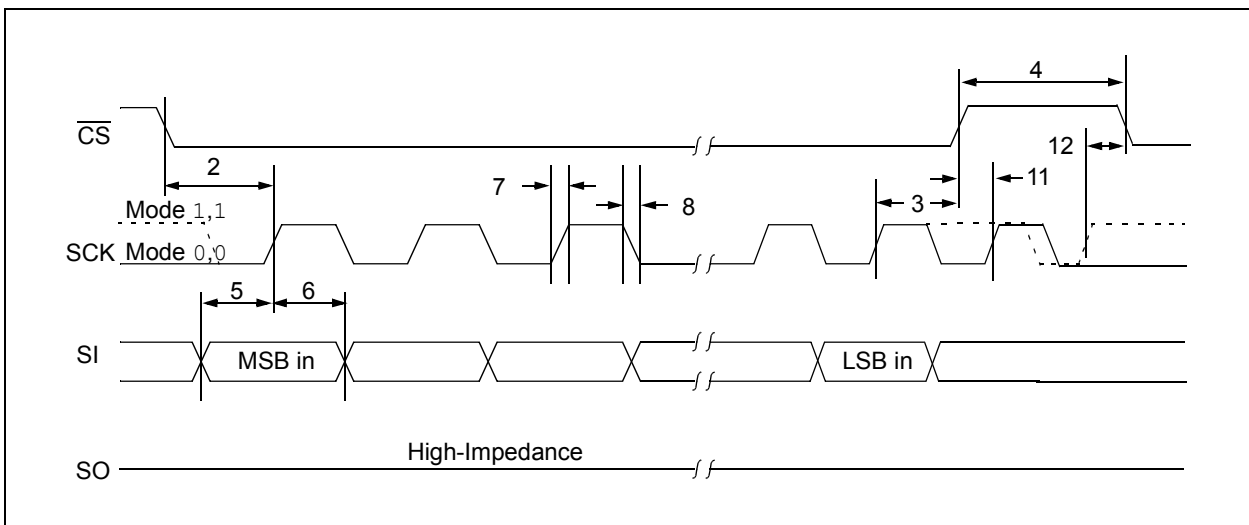 4
CS
12
2
7
8
3
11
Mode 1,1
SCK Mode 0,0
5
6
SI
MSB in
LSB in
High-Impedance
SO